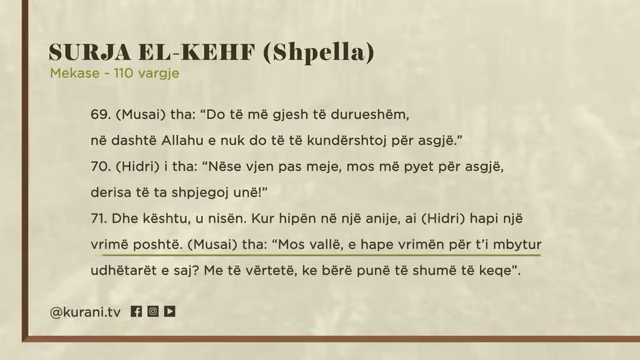 SURJA EL-KEHF (Shpella)
Mekase - 110 vargje
69. (Musai) tha: “Do të më gjesh të durueshëm,
në dashtë Allahu e nuk do të të kundërshtoj për asgjë.”
70. (Hidri) i tha: “Nëse vjen pas meje, mos më pyet për asgjë,
derisa të ta shpjegoj unë!”
71. Dhe kështu, u nisën. Kur hipën në një anije, ai (Hidri) hapi një
vrimë poshtë. (Musai) tha: “Mos vallë, e hape vrimën për t’i mbytur
udhëtarët e saj? Me të vërtetë, ke bërë punë të shumë të keqe”.
@kurani.tv